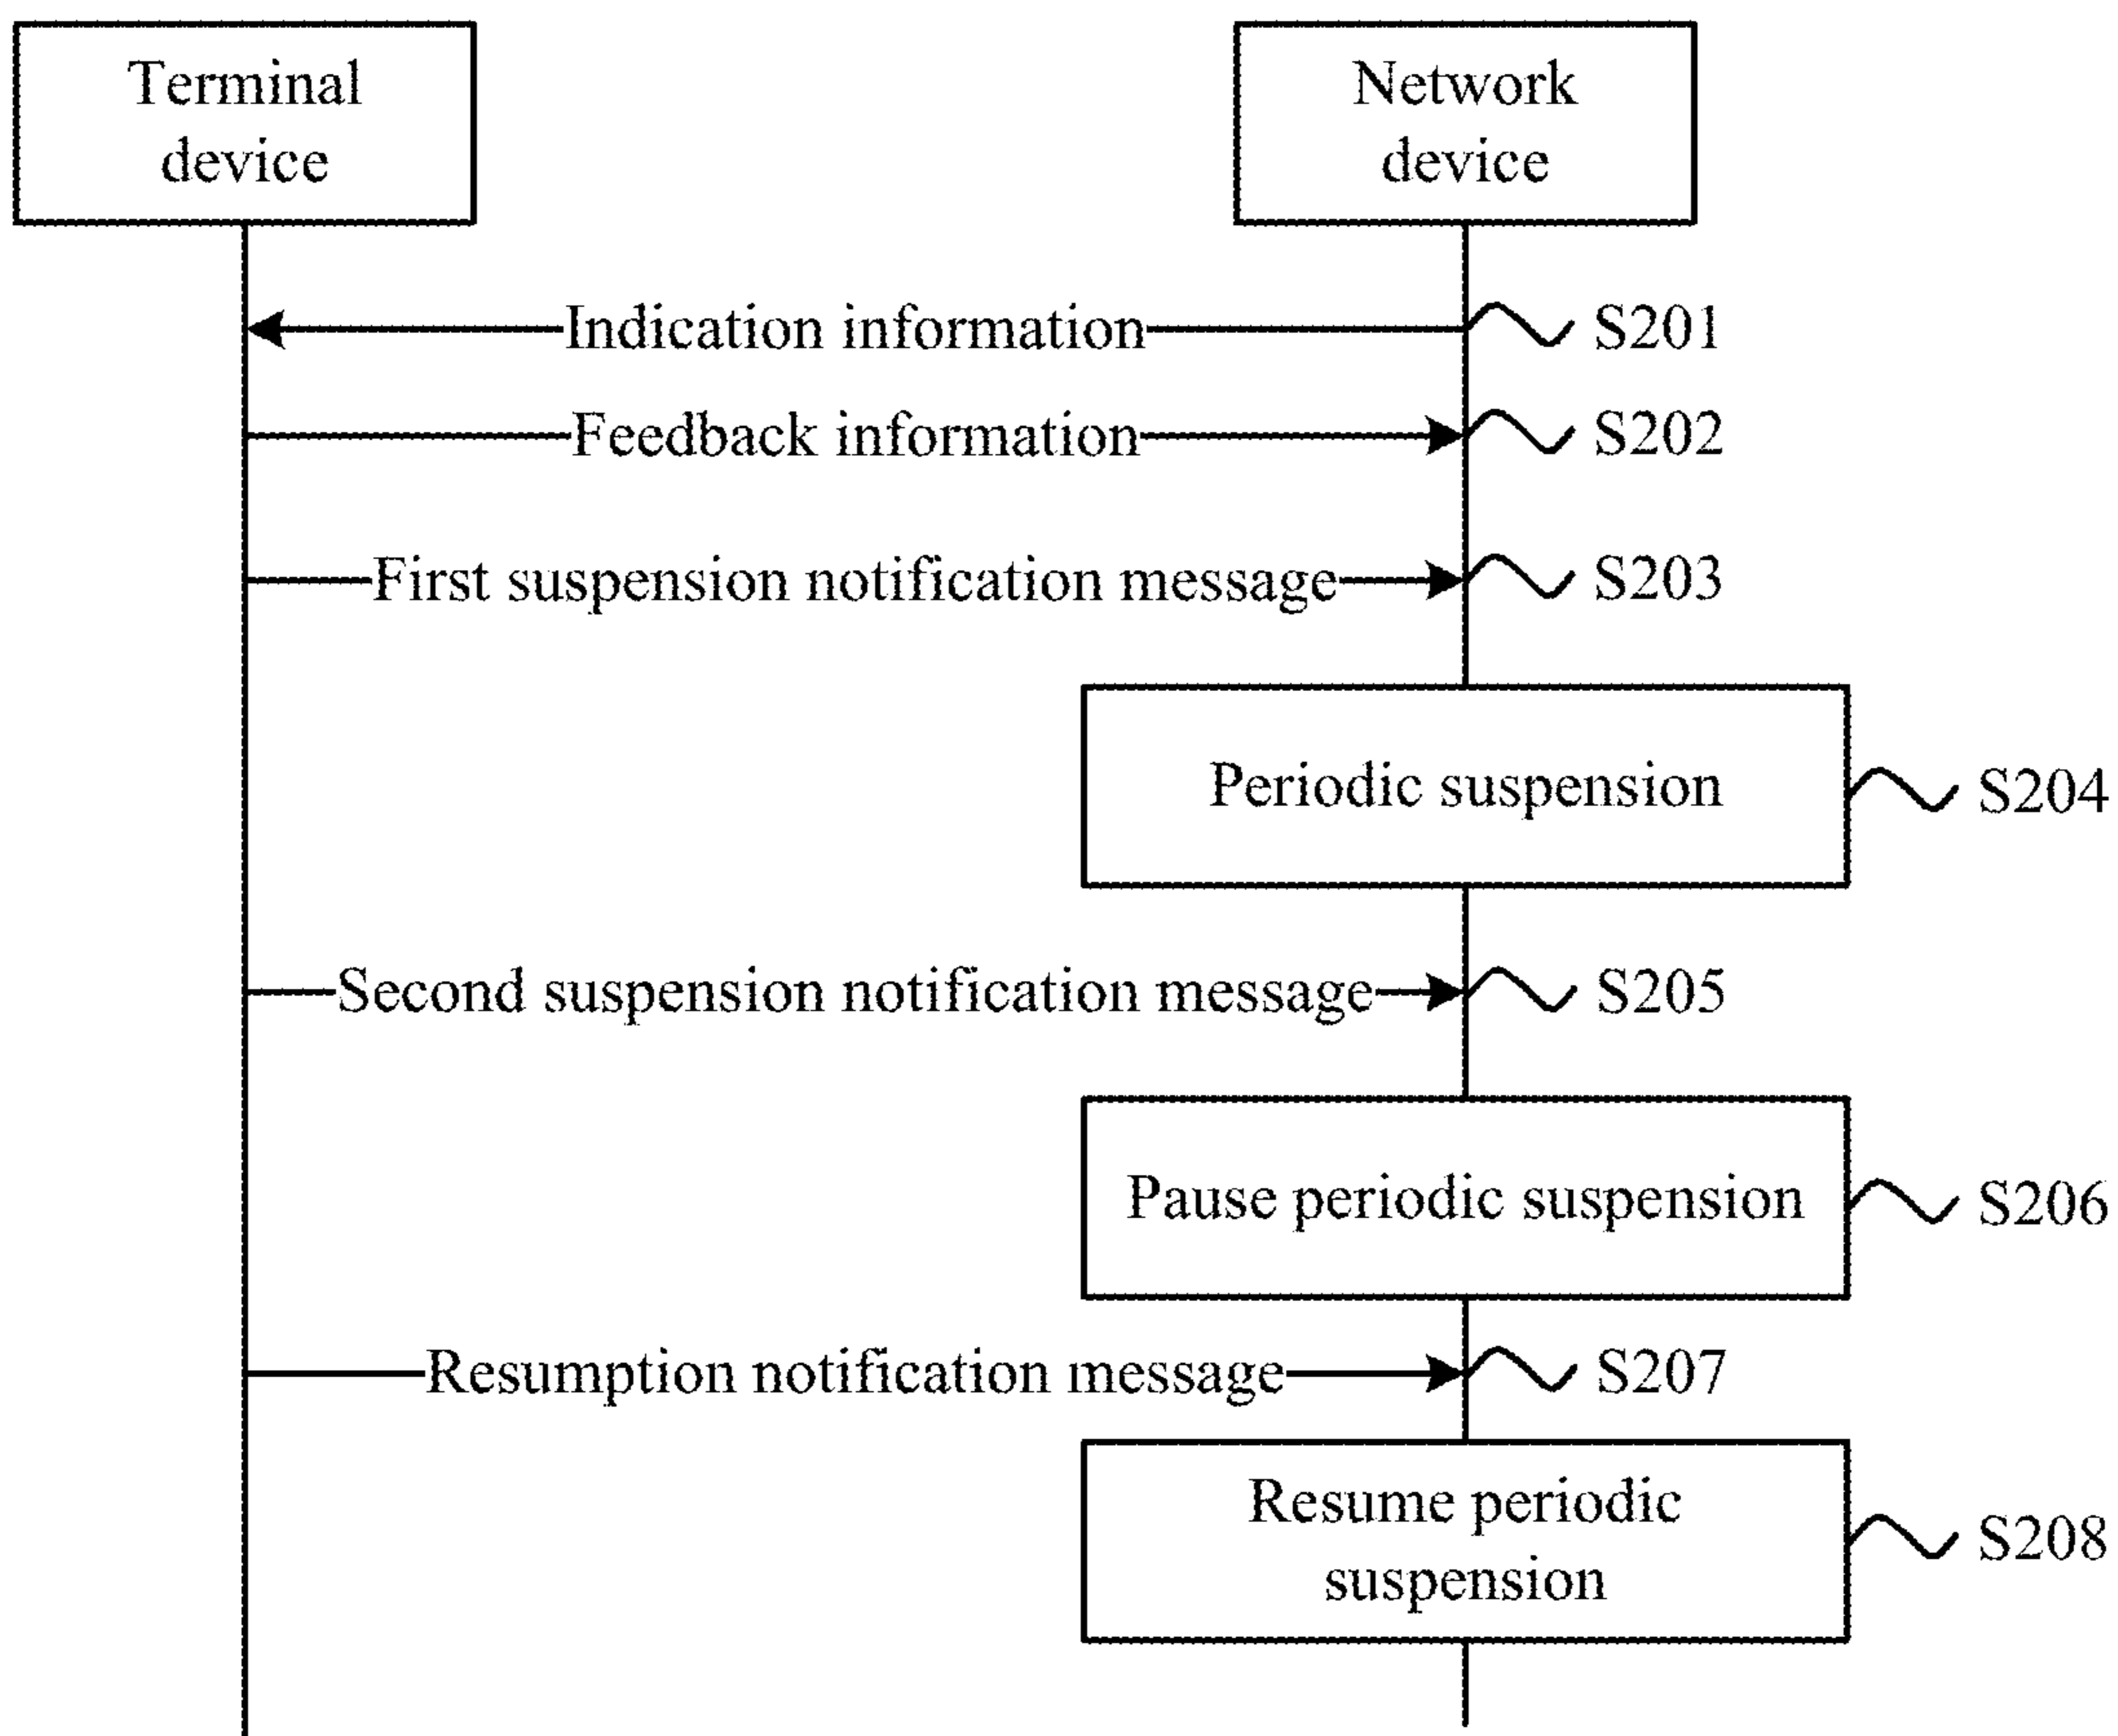 Terminal
device
Network
device
Indication information
S201
Feedback information
S202
First suspension notification message
S203
Periodic suspension
S204
Second suspension notification message
S205
Pause periodic suspension
S206
Resumption notification message
S207
Resume periodic
suspension
S208